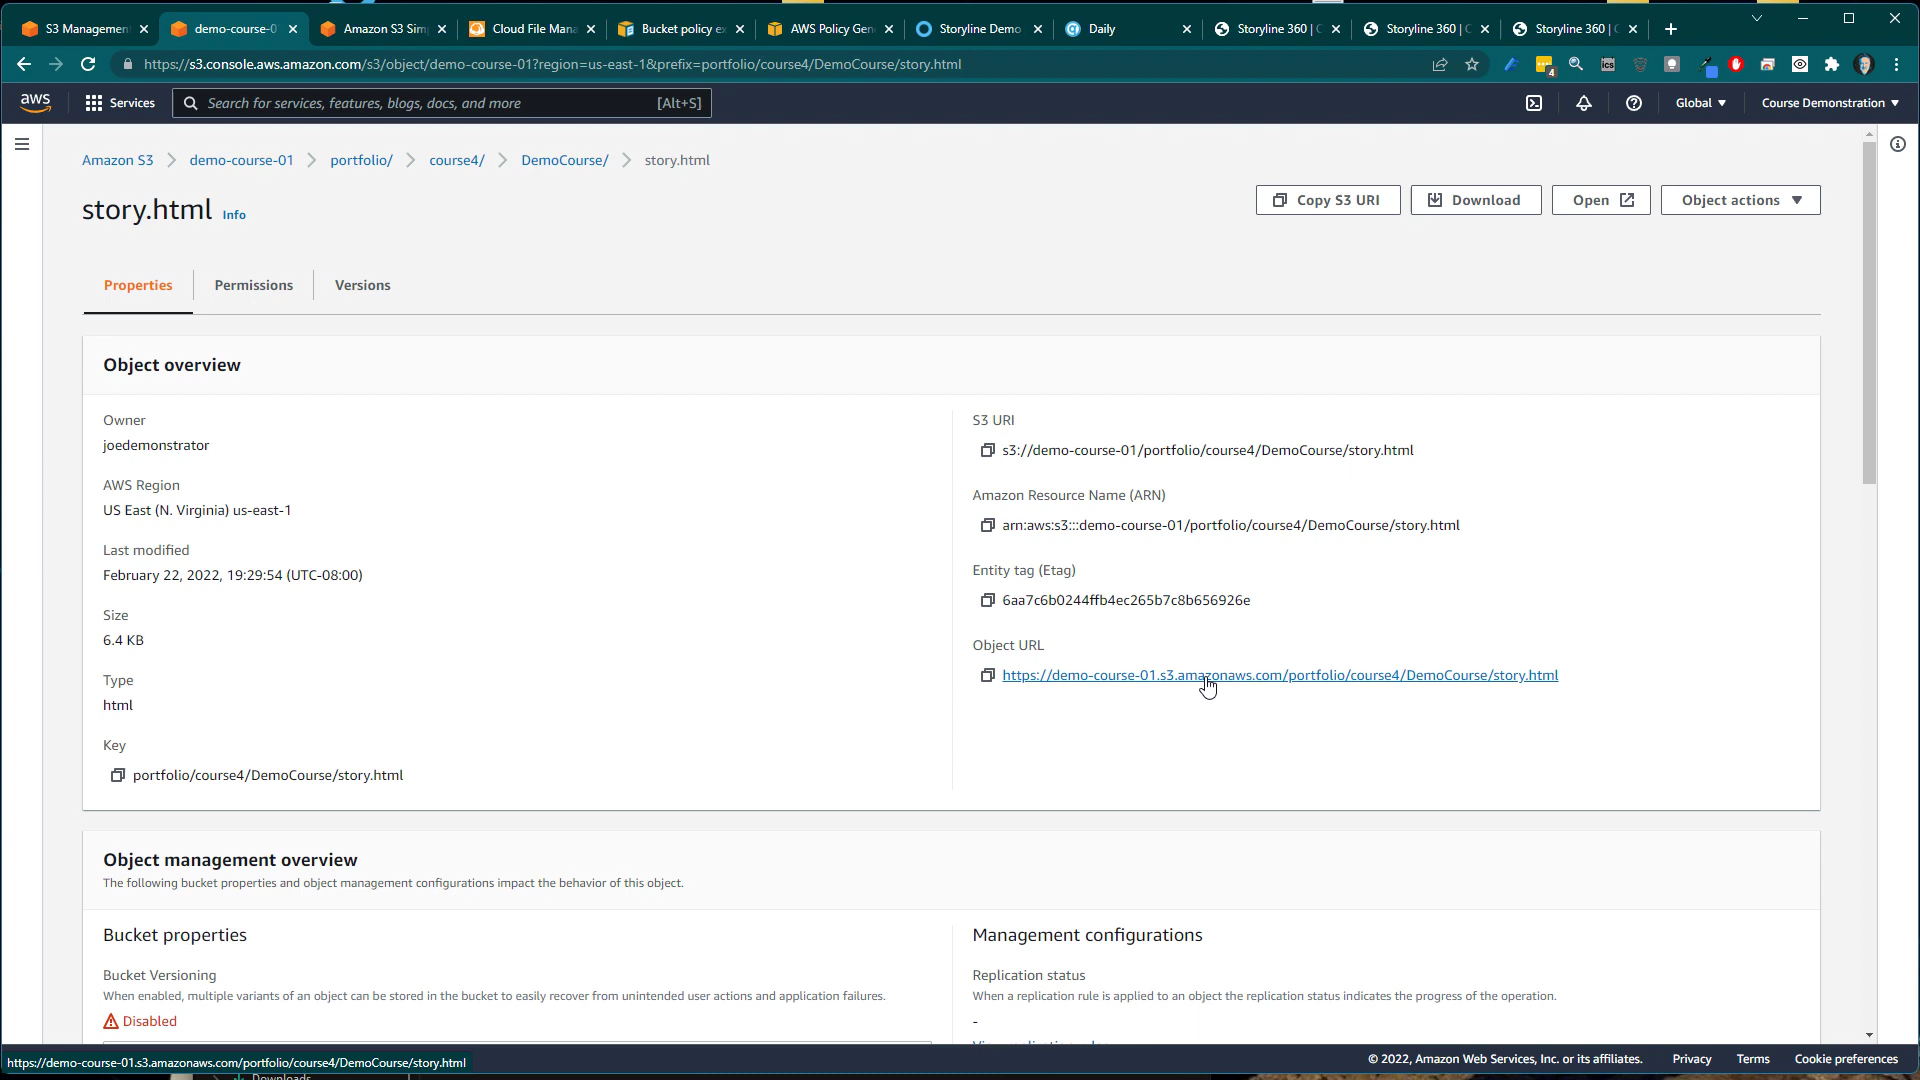 S3 Managemen
demo-course-0
Amazon S3 Sim
Cloud File Mana
Bucket policy e
AWS Policy Gen
Storyline Demo
Daily
Storyline 360 | C
Storyline 360 | C
Storyline 360 | C
https://s3.console.aws.amazon.com/s3/object/demo-course-01?region=us-east-1&prefix=portfolio/course4/DemoCourse/story.html
4
ics
aws
Services
Search for services, features, blogs, docs, and more
[Alt+S]
Global
Course Demonstration
Amazon S3
demo-course-01
portfolio/
course4/
DemoCourse/
story.html
story.html Info
Copy S3 URI
Download
Open
Object actions
Properties
Permissions
Versions
Object overview
Owner
joedemonstrator
AWS Region
US East (N. Virginia) us-east-1
Last modified
February 22, 2022, 19:29:54 (UTC-08:00)
Size
6.4 KB
Type
html
Key
portfolio/course4/DemoCourse/story.html
S3 URI
s3://demo-course-01/portfolio/course4/DemoCourse/story.html
Amazon Resource Name (ARN)
arn:aws:s3:::demo-course-01/portfolio/course4/DemoCourse/story.html
Entity tag (Etag)
6aa7c6b0244ffb4ec265b7c8b656926e
Object URL
https://demo-course-01.s3.amazonaws.com/portfolio/course4/DemoCourse/story.html
Object management overview
The following bucket properties and object management configurations impact the behavior of this object.
Bucket properties
Bucket Versioning
When enabled, multiple variants of an object can be stored in the bucket to easily recover from unintended user actions and application failures.
Disabled
Management configurations
Replication status
When a replication rule is applied to an object the replication status indicates the progress of the operation.
-
https://demo-course-01.s3.amazonaws.com/portfolio/course4/DemoCourse/story.html
© 2022, Amazon Web Services, Inc. or its affiliates.
Privacy
Terms
Cookie preferences
Downloads